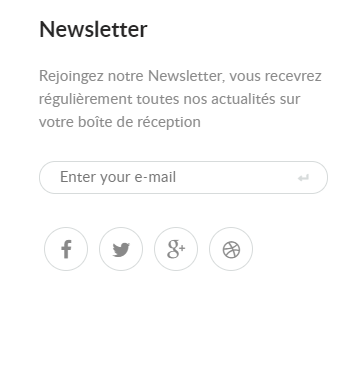 Newsletter
Rejoingez notre Newsletter, vous recevrez
régulièrement toutes nos actualités sur
votre boîte de réception
Enter your e-mail